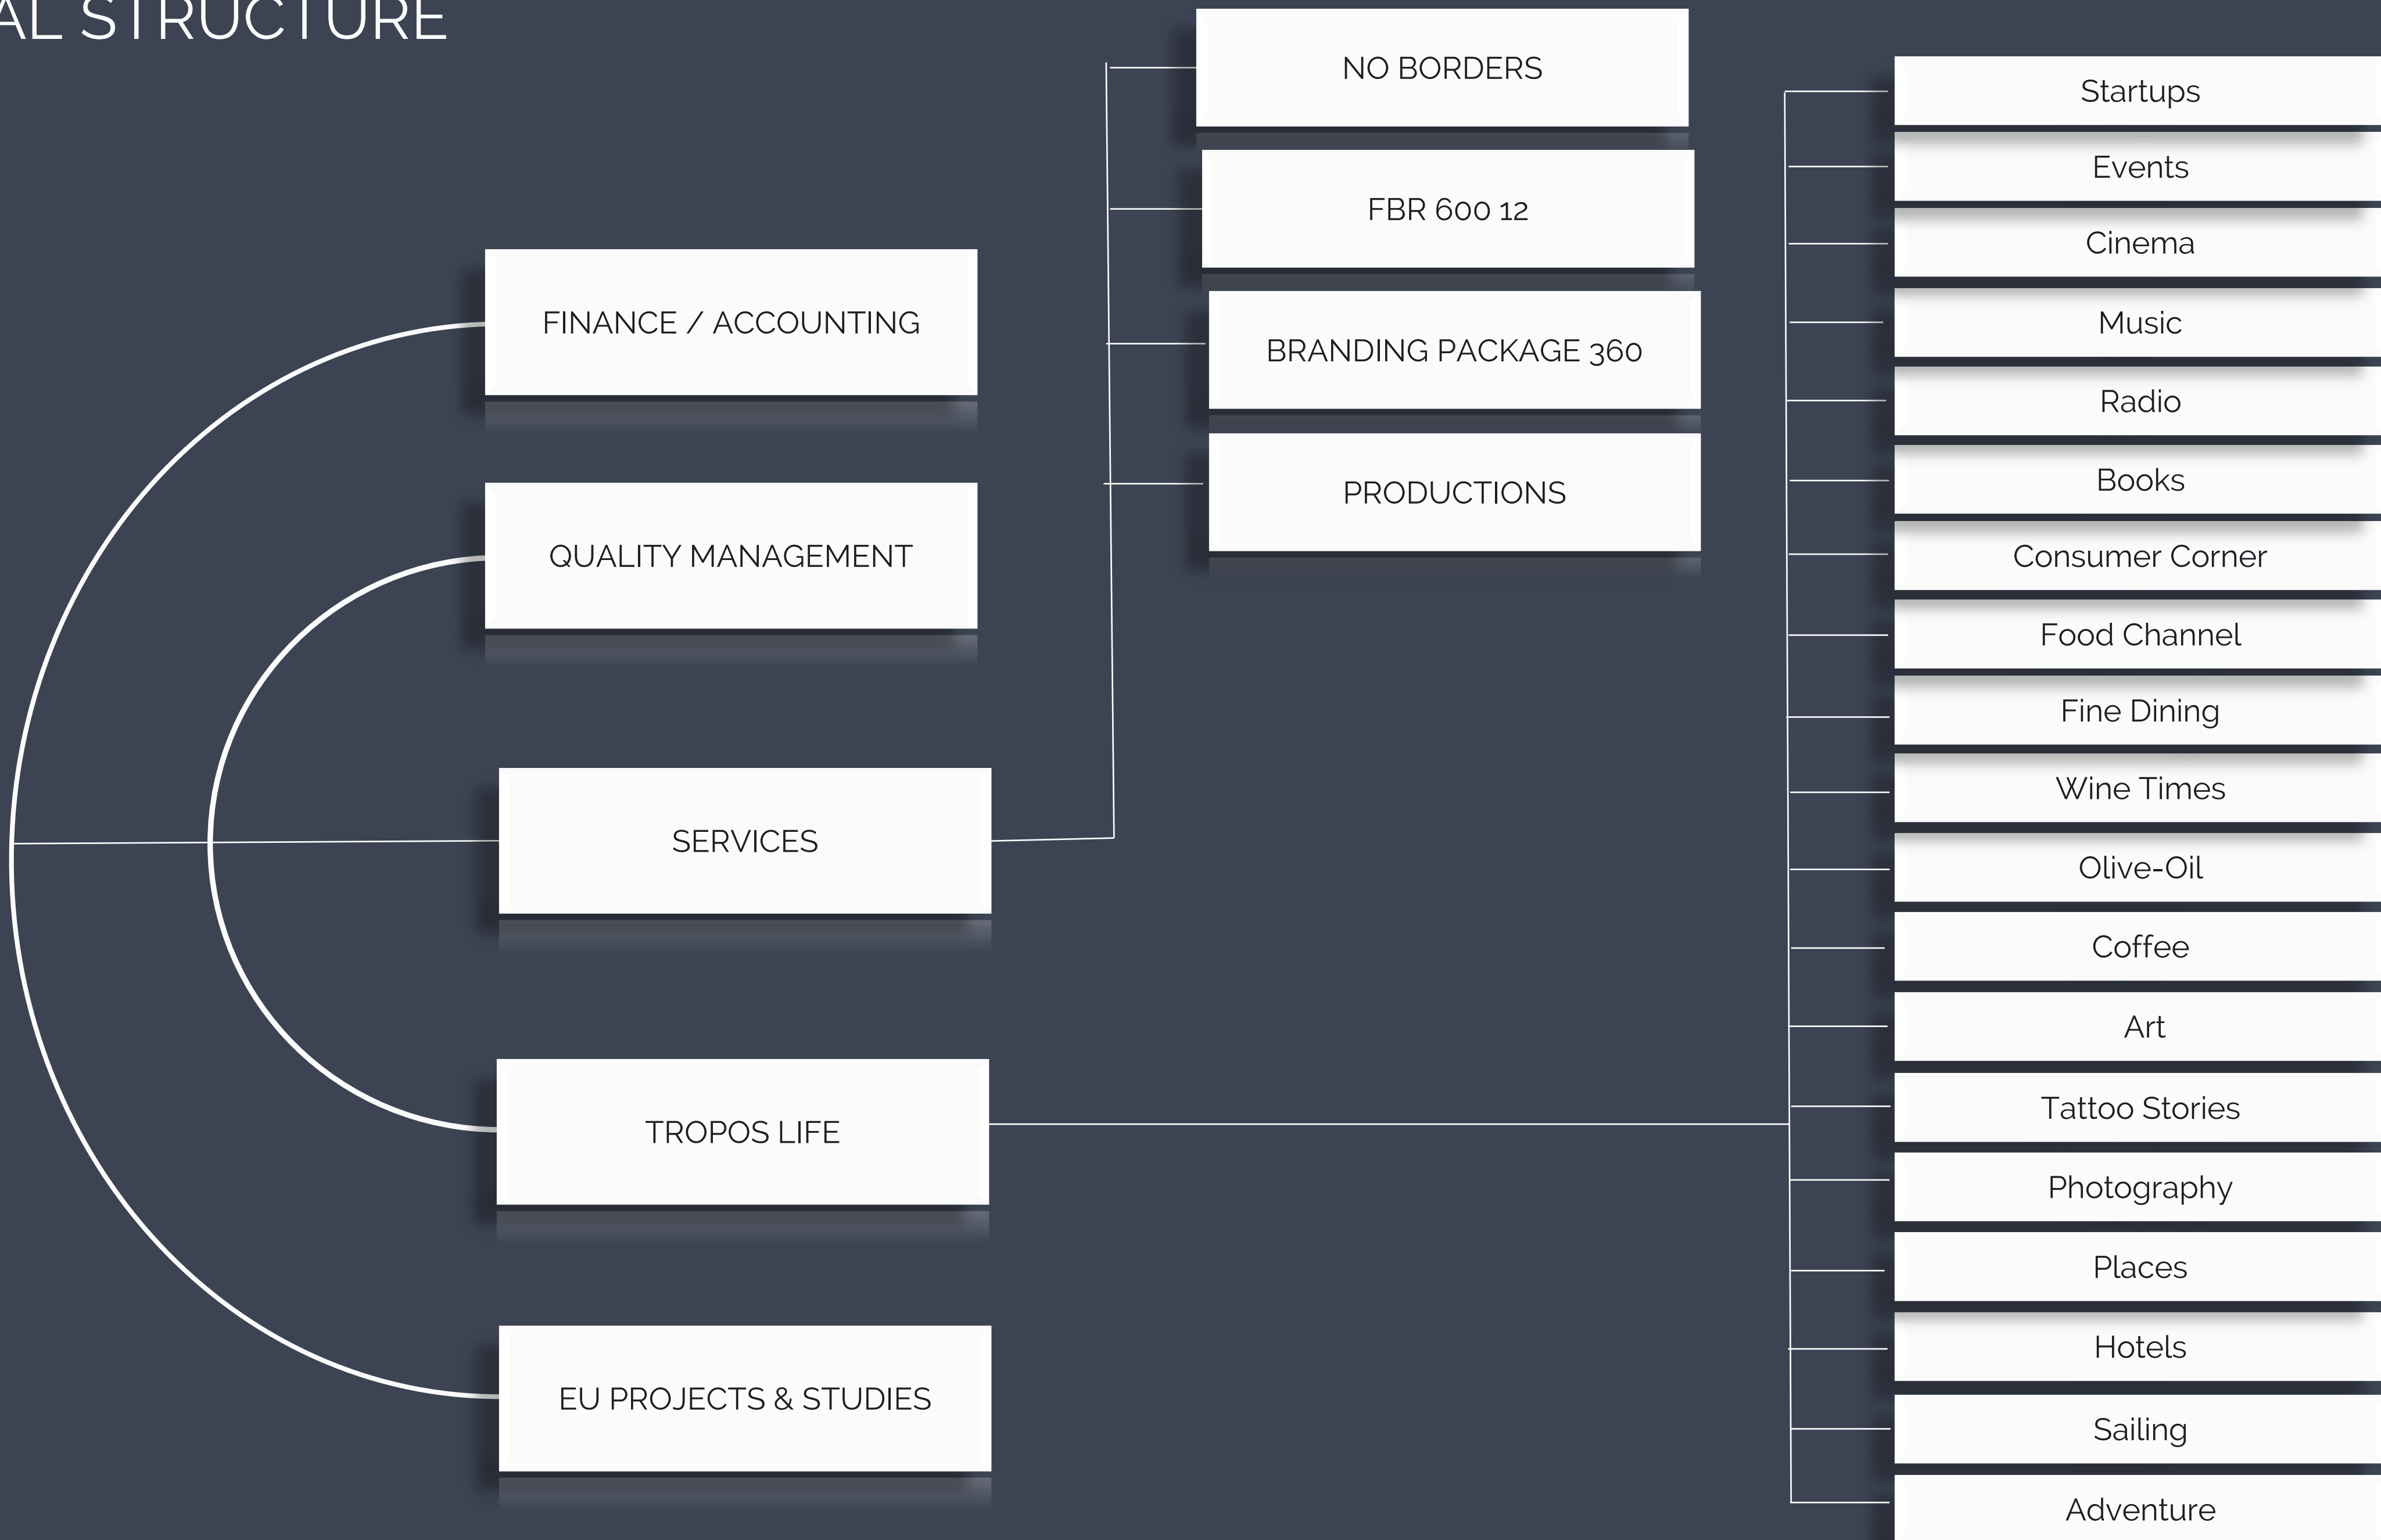 AL STRUCTURE
FINANCE / ACCOUNTING
QUALITY MANAGEMENT
SERVICES
TROPOS LIFE
EU PROJECTS & STUDIES
NO BORDERS
FBR 600 12
BRANDING PACKAGE 360
PRODUCTIONS
Startups
Events
Cinema
Music
Radio
Books
Consumer Corner
Food Channel
Fine Dining
Wine Times
Olive-Oil
Coffee
Art
Tattoo Stories
Photography
Places
Hotels
Sailing
Adventure